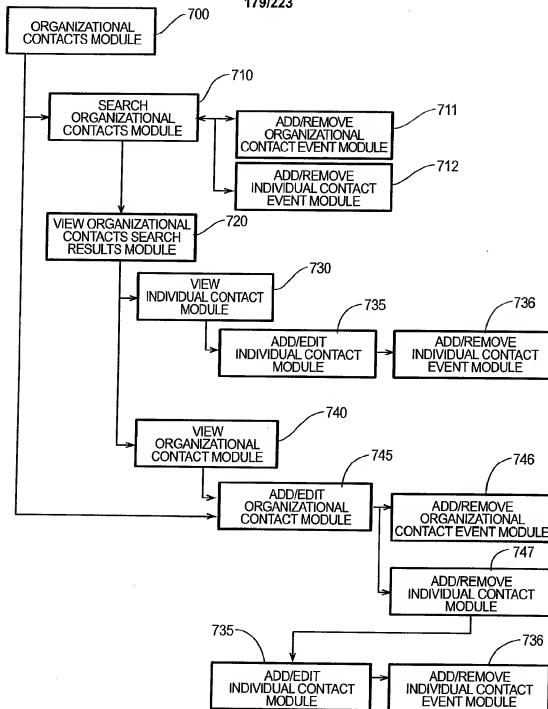 179/223
ORGANIZATIONAL
CONTACTS MODULE
700
710
SEARCH
ORGANIZATIONAL
CONTACTS MODULE
711
ADD/REMOVE
ORGANIZATIONAL
CONTACT EVENT MODULE
712
ADD/REMOVE
INDIVIDUAL CONTACT
EVENT MODULE
720
VIEW ORGANIZATIONAL
CONTACTS SEARCH
RESULTS MODULE
730
VIEW
INDIVIDUAL CONTACT
MODULE
735
ADD/EDIT
INDIVIDUAL CONTACT
MODULE
736
ADD/REMOVE
INDIVIDUAL CONTACT
EVENT MODULE
740
VIEW
ORGANIZATIONAL
CONTACT MODULE
745
ADD/EDIT
ORGANIZATIONAL
CONTACT MODULE
746
ADD/REMOVE
ORGANIZATIONAL
CONTACT EVENT MODULE
747
ADD/REMOVE
INDIVIDUAL CONTACT
MODULE
735
ADD/EDIT
INDIVIDUAL CONTACT
MODULE
736
ADD/REMOVE
INDIVIDUAL CONTACT
EVENT MODULE